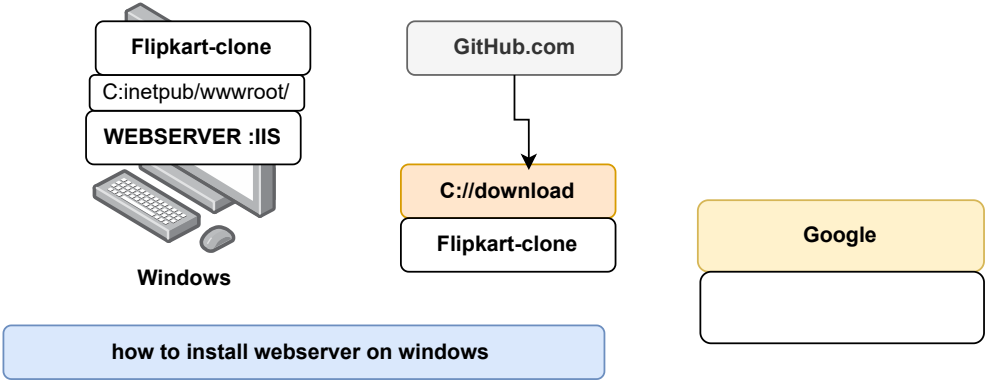 Flipkart-clone
C:inetpub/wwwroot/
WEBSERVER :IIS
Windows
GitHub.com
C://download
Flipkart-clone
Google
how to install webserver on windows